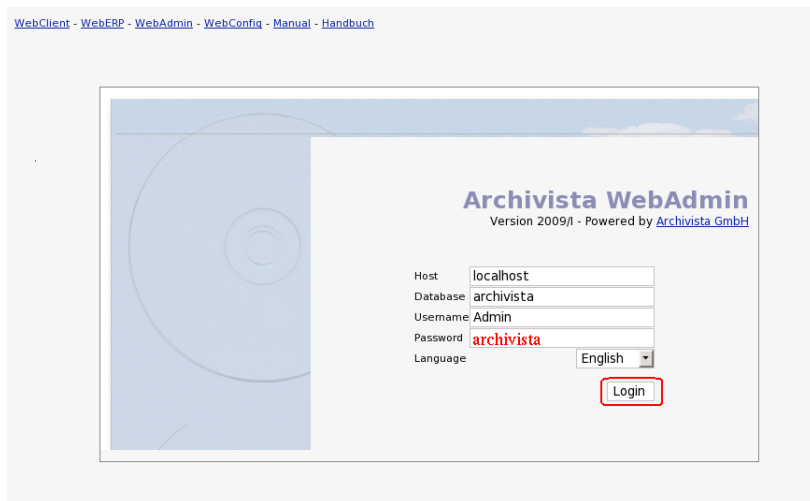 WebClient - WebERP - WebAdmin - WebConfig - Manual - Handbuch
Archivista WebAdmin
Version 2009/I - Powered by Archivista GmbH
Host localhost
Database archivista
Username Admin
Password archivista
Language English
Login